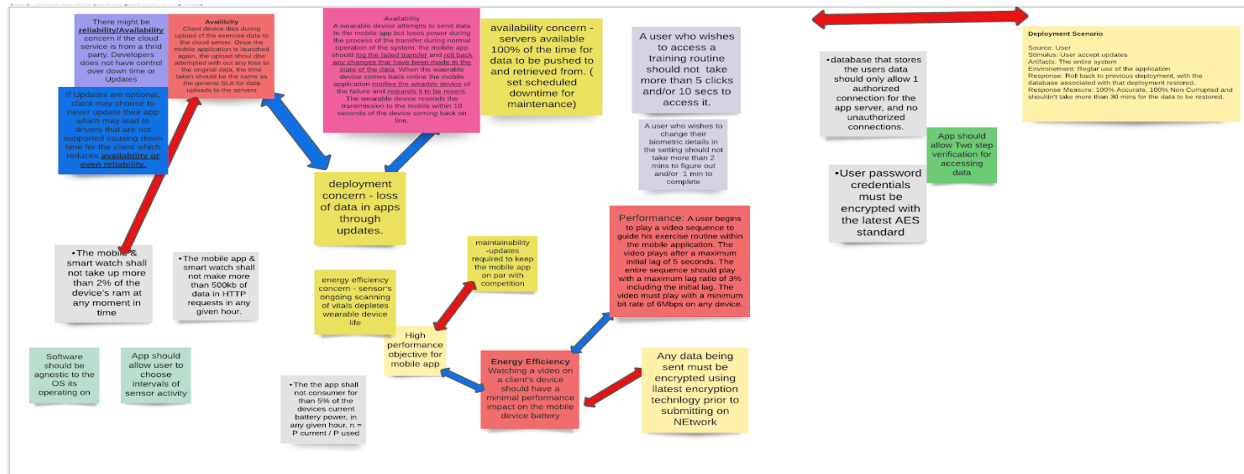 There might be
reliability/Availability
concern if the cloud
service is from a thrid
party. Developers
does not have
control over down time or
Updates
Availibilty
Client device dies during
upload of the exercise data to
the cloud server. Once the
mobile application is launched
again, the upload shoud dbe
attempted with out any loss to
the original data, the time
taken should be the same as
the general SLA for data
uploads to the servers
If Updates are optional,
client may choose to
never update their app
which may lead to
drivers that are not
supported causing down
time for the client which
reduces availability or
even reliability.
Availability
A wearable device attempts to send data
to the mobile app but loses power during
the process of the transfer during normal
operation of the system, the mobile app
should log the failed transfer and roll back
any changes that have been made to the
state of the data. When the waerable
device comes back online the mobile
application notifies the wearble device of
the failure and requests it to be resent.
The wearable device resends the
transmission to the mobile within 10
seconds of the device coming back on
line.
availability concern -
servers available
100% of the time for
data to be pushed to
and retrieved from. (
set scheduled
downtime for
maintenance)
A user who wishes
to access a
training routine
should not take
more than 5 clicks
and/or 10 secs to
access it.
A user who wishes to
change their
biometric details in
the setting should not
take more than 2
mins to figure out
and/or 1 min to
complete
•database that stores
the users data
should only allow 1
authorized
connection for the
app server, and no
unauthorized
connections.
App should
allow Two step
verification for
accessing
data
•User password
credentials
must be
encrypted with
the latest AES
standard
Deployment Scenario
Source: User
Stimulus: User accept updates
Artifacts: The entire system
Environment: Roglar use of the application
Response: Roll back to previous deployment, with the
database associated with that deployment restored.
Response Measure: 100% Accurate, 100% Non Currupted and
shouldn't take more than 30 mins for the data to be restored.
deployment
concern - loss
of data in apps
through
updates.
•The mobile &
smart watch shall
not take up more
than 2% of the
device's ram at
any moment in
time
•The mobile app &
smart watch shall
not make more than
500kb of
data in HTTP
requests in any
given hour.
maintainability
-updates
required to keep
the mobile app
on par with
competition
energy efficiency
concern - sensor's
ongoing scanning
of vitals depletes
wearable device
life
High
performance
objective for
mobile app
Performance: A user begins
to play a video sequence to
guide his exercise routine within
the mobile application. The
video plays after a maximum
initial lag of 5 seconds. The
entire sequence should play
with a maximum lag ratio of 3%
including the initial lag. The
video must play with a minimum
bit rate of 6Mbps on any device.
Software
should be
agnostic to the
OS its
operating on
App should
allow user to
choose
intervals of
sensor activity
•The the app shall
not consumer for
than 5% of the
devices current
battery power, in
any given hour. n =
P current / P used
Energy Efficiency
Watching a video on
a client's device
should have a
minimal performance
impact on the mobile
device battery
Any data being
sent must be
encrypted using
llatest encryption
technlogy prior to
submitting on
NEtwork